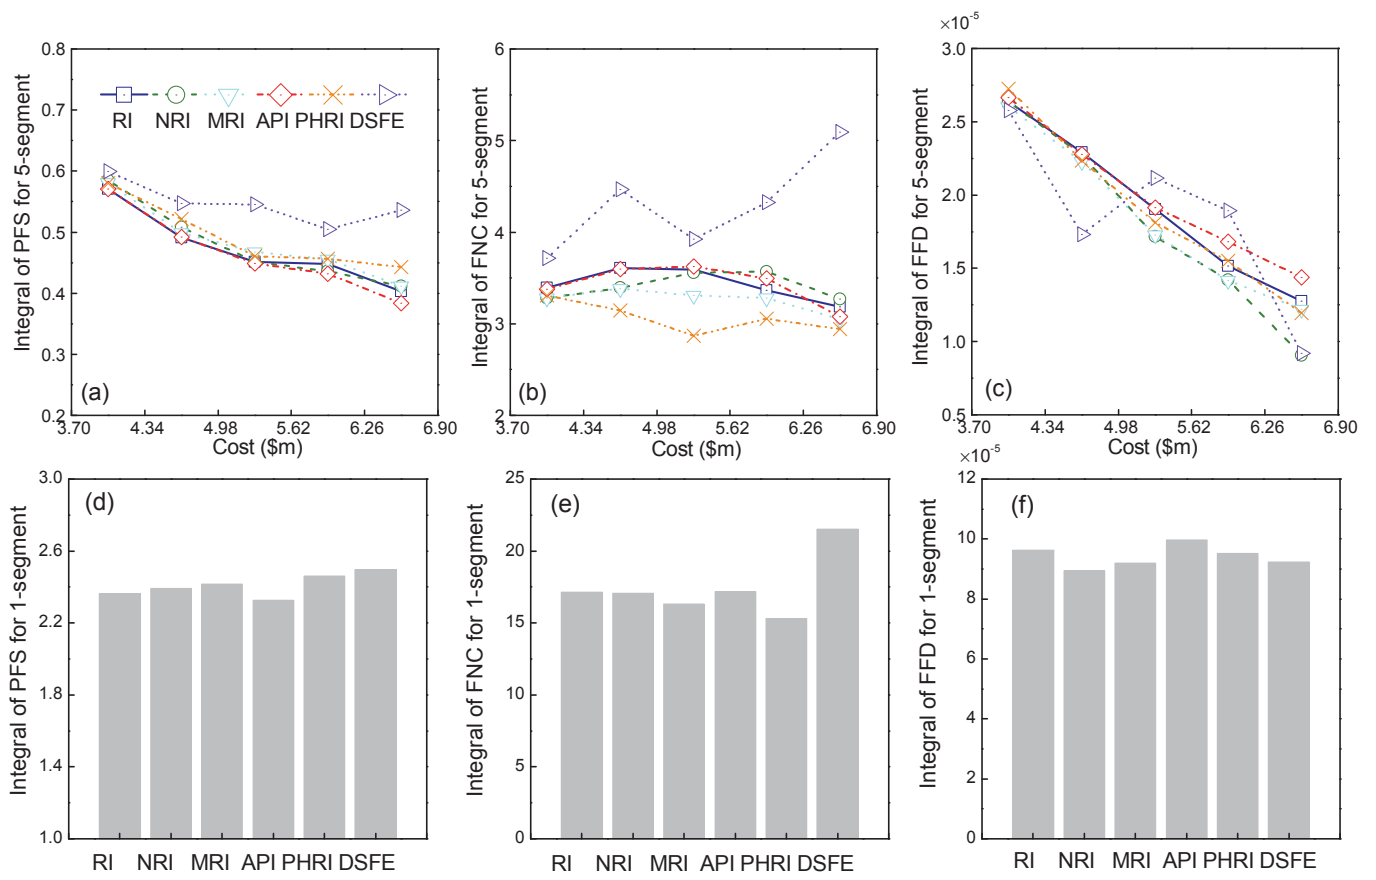 ×10⁻⁵
0.8
0.7
0.6
0.5
0.4
0.3
0.2
Integral of PFS for 5-segment
RI NRI MRI API PHRI DSFE
(a)
3.70 4.34 4.98 5.62 6.26 6.90
Cost ($m)
6
5
4
3
2
Integral of FNC for 5-segment
(b)
3.70 4.34 4.98 5.62 6.26 6.90
Cost ($m)
3.0
2.5
2.0
1.5
1.0
0.5
Integral of FFD for 5-segment
(c)
3.70 4.34 4.98 5.62 6.26 6.90
Cost ($m)
3.0
2.6
2.2
1.8
1.4
1.0
Integral of PFS for 1-segment
(d)
RI NRI MRI API PHRI DSFE
25
20
15
10
5
0
Integral of FNC for 1-segment
(e)
RI NRI MRI API PHRI DSFE
×10⁻⁵
12
10
8
6
4
2
0
Integral of FFD for 1-segment
(f)
RI NRI MRI API PHRI DSFE